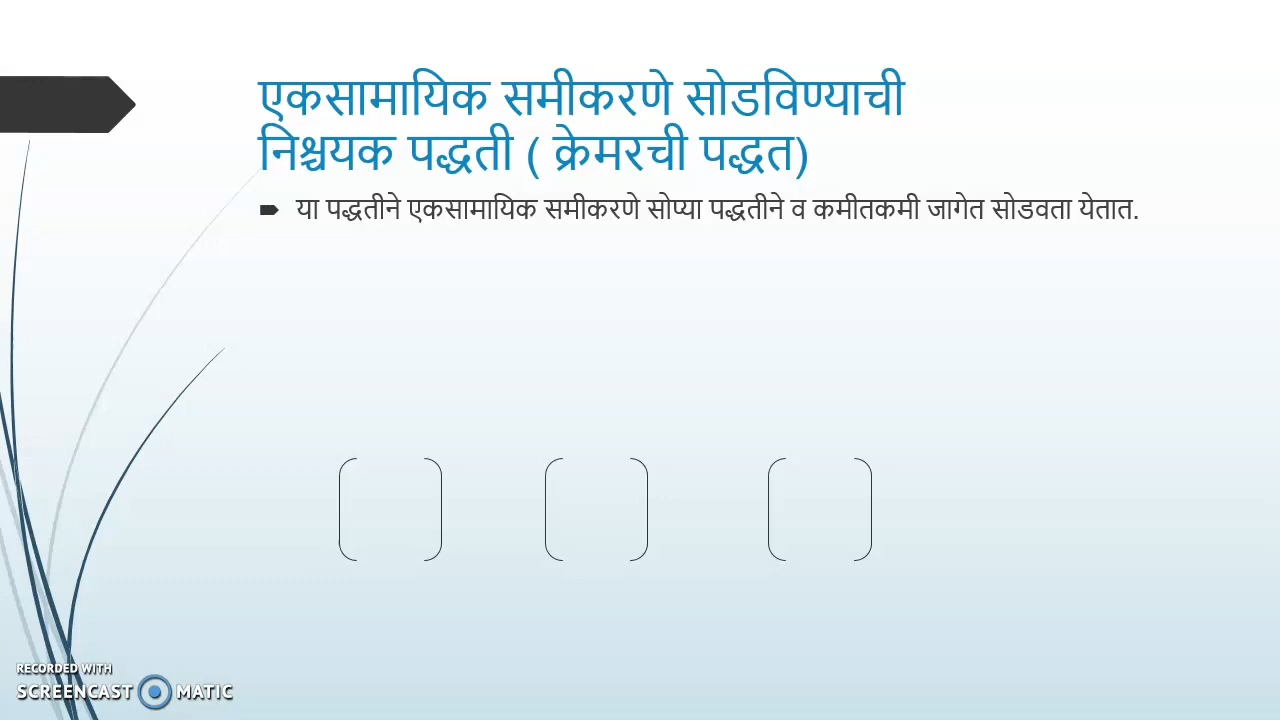 एकसामायिक समीकरणे सोडविण्याची
निश्चयक पद्धती ( क्रेमरची पद्धत)
या पद्धतीने एकसामायिक समीकरणे सोप्या पद्धतीने व कमीतकमी जागेत सोडवता येतात.
RECORDED WITH
SCREENCAST MATIC